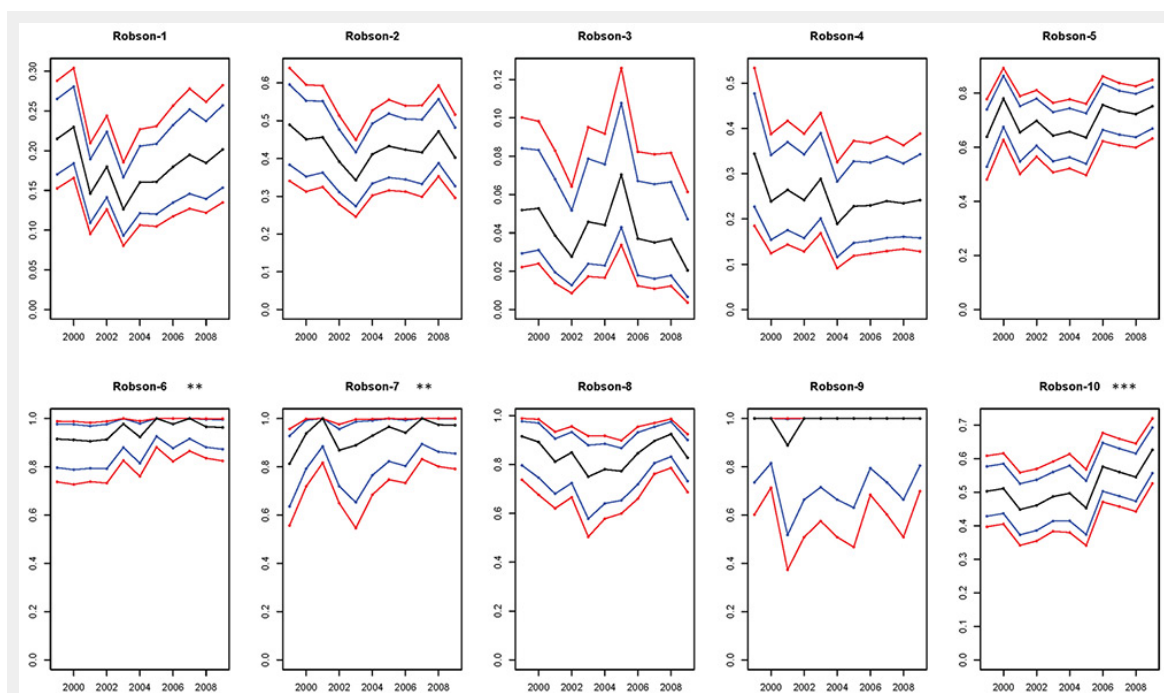 Robson-1 Robson-2 Robson-3 Robson-4 Robson-5
0.30 0.25 0.20 0.15 0.10 0.05 0.00
0.6 0.5 0.4 0.3 0.2 0.1 0.0
0.12 0.10 0.08 0.06 0.04 0.02 0.00
0.5 0.4 0.3 0.2 0.1 0.0
0.8 0.6 0.4 0.2 0.0
2000 2002 2004 2006 2008
2000 2002 2004 2006 2008
2000 2002 2004 2006 2008
2000 2002 2004 2006 2008
2000 2002 2004 2006 2008
Robson-6 ** Robson-7 ** Robson-8 Robson-9 Robson-10 ***
1.0 0.8 0.6 0.4 0.2 0.0
1.0 0.8 0.6 0.4 0.2 0.0
1.0 0.8 0.6 0.4 0.2 0.0
1.0 0.8 0.6 0.4 0.2 0.0
0.7 0.6 0.5 0.4 0.3 0.2 0.1 0.0
2000 2002 2004 2006 2008
2000 2002 2004 2006 2008
2000 2002 2004 2006 2008
2000 2002 2004 2006 2008
2000 2002 2004 2006 2008